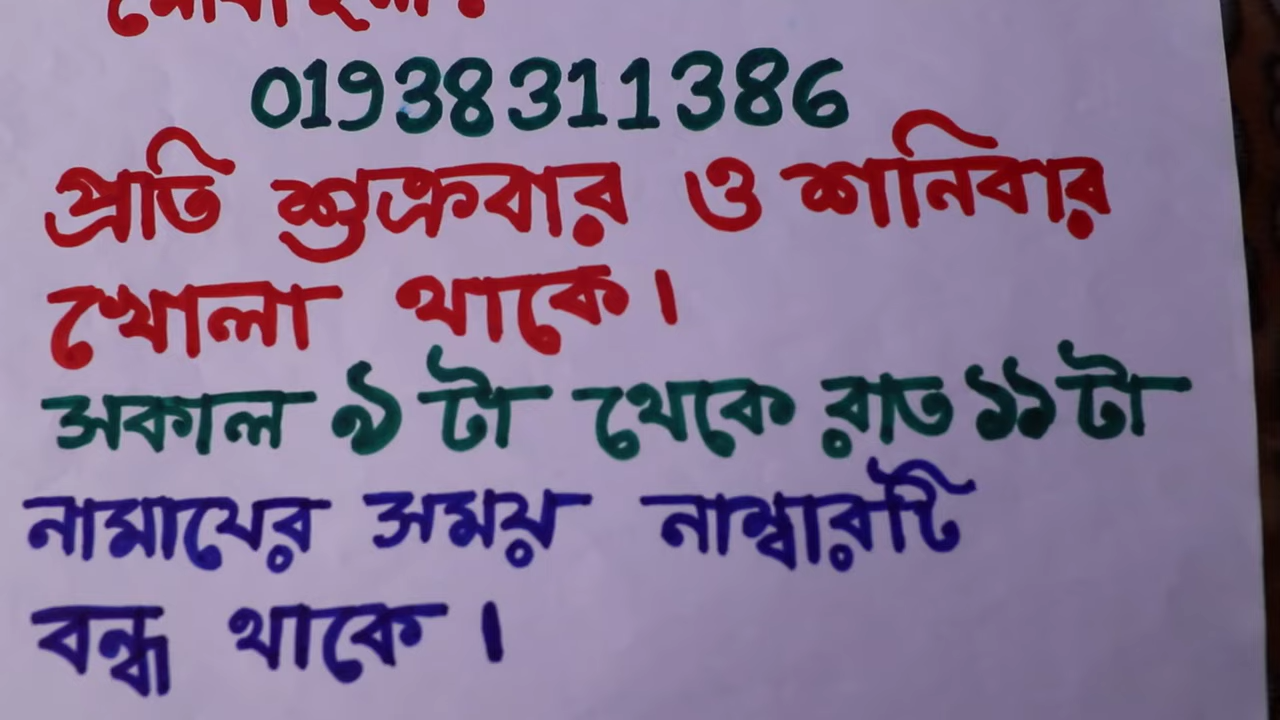 01938311386
প্রতি শুক্রবার ও শনিবার
খোলা থাকে।
সকাল ৯ টা থেকে রাত ১১ টা
নামাযের সময় নাম্বারটি
বন্ধ থাকে।